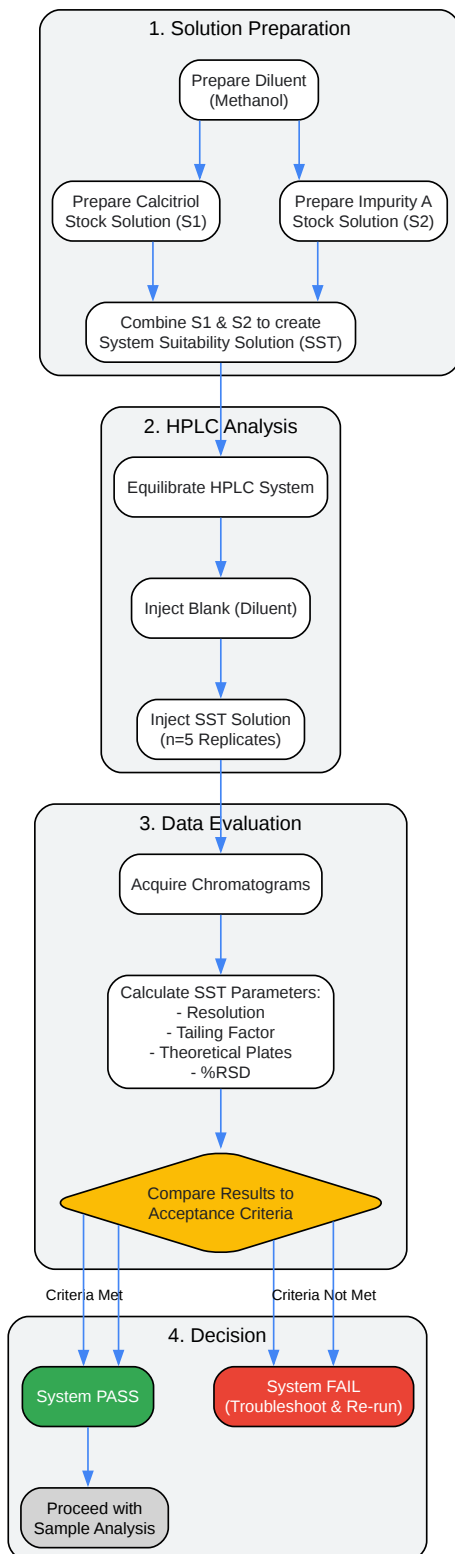 1. Solution Preparation
Prepare Diluent
(Methanol)
Prepare Calcitriol
Stock Solution (S1)
Prepare Impurity A
Stock Solution (S2)
Combine S1 & S2 to create
System Suitability Solution (SST)
2. HPLC Analysis
Equilibrate HPLC System
Inject Blank (Diluent)
Inject SST Solution
(n=5 Replicates)
3. Data Evaluation
Acquire Chromatograms
Calculate SST Parameters:
- Resolution
- Tailing Factor
- Theoretical Plates
- %RSD
Compare Results to
Acceptance Criteria
Criteria Met
Criteria Not Met
4. Decision
System PASS
System FAIL
(Troubleshoot & Re-run)
Proceed with
Sample Analysis